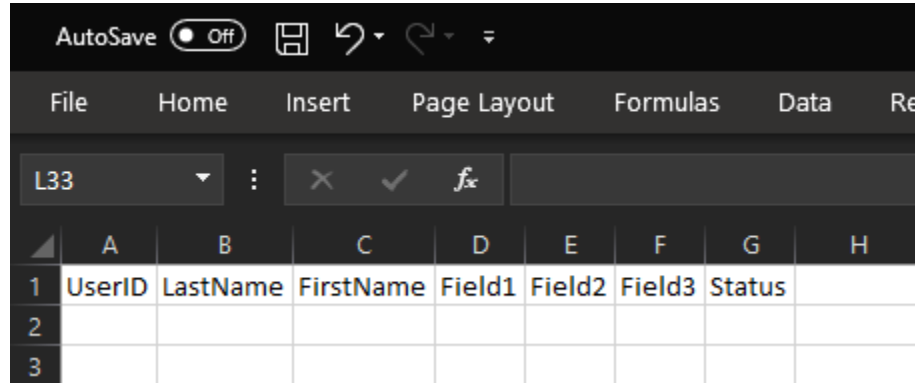 AutoSave Off
File Home Insert Page Layout Formulas Data Re
L33 fx
A B C D E F G H
1 UserID LastName FirstName Field1 Field2 Field3 Status
2
3